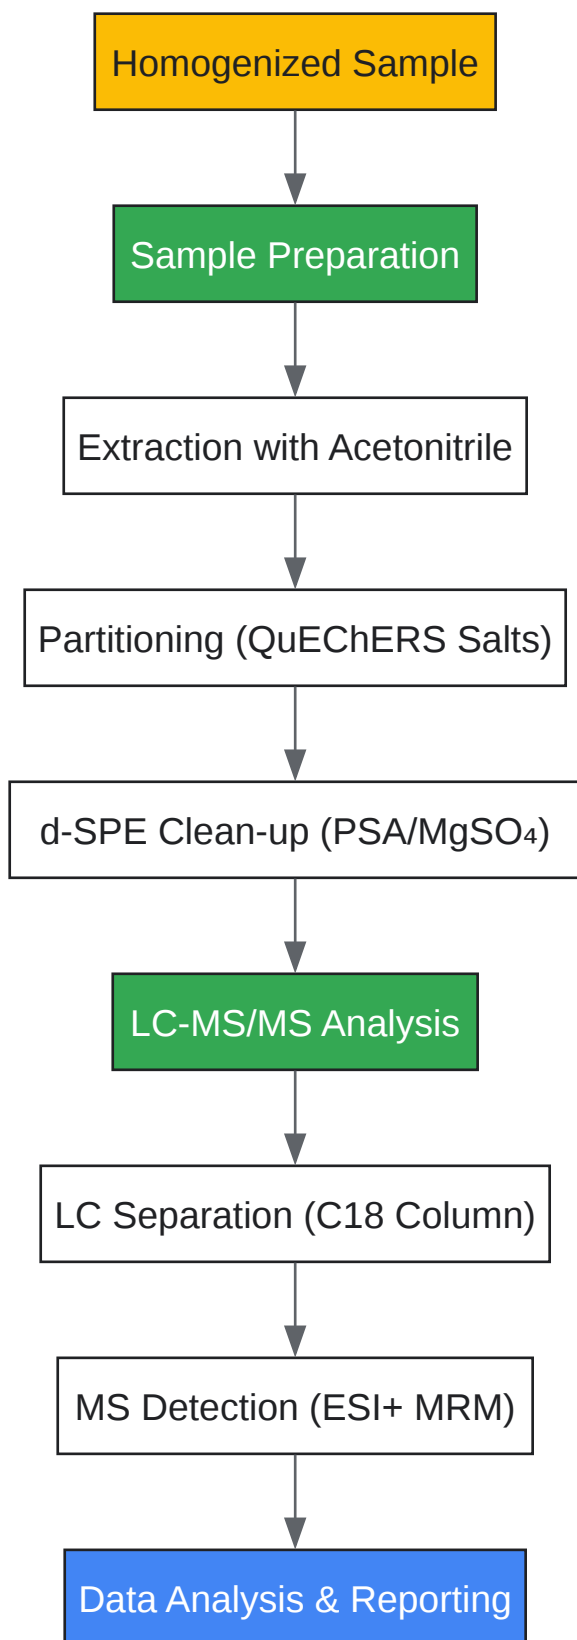 Homogenized Sample
Sample Preparation
Extraction with Acetonitrile
Partitioning (QuEChERS Salts)
d-SPE Clean-up (PSA/MgSO₄)
LC-MS/MS Analysis
LC Separation (C18 Column)
MS Detection (ESI+ MRM)
Data Analysis & Reporting